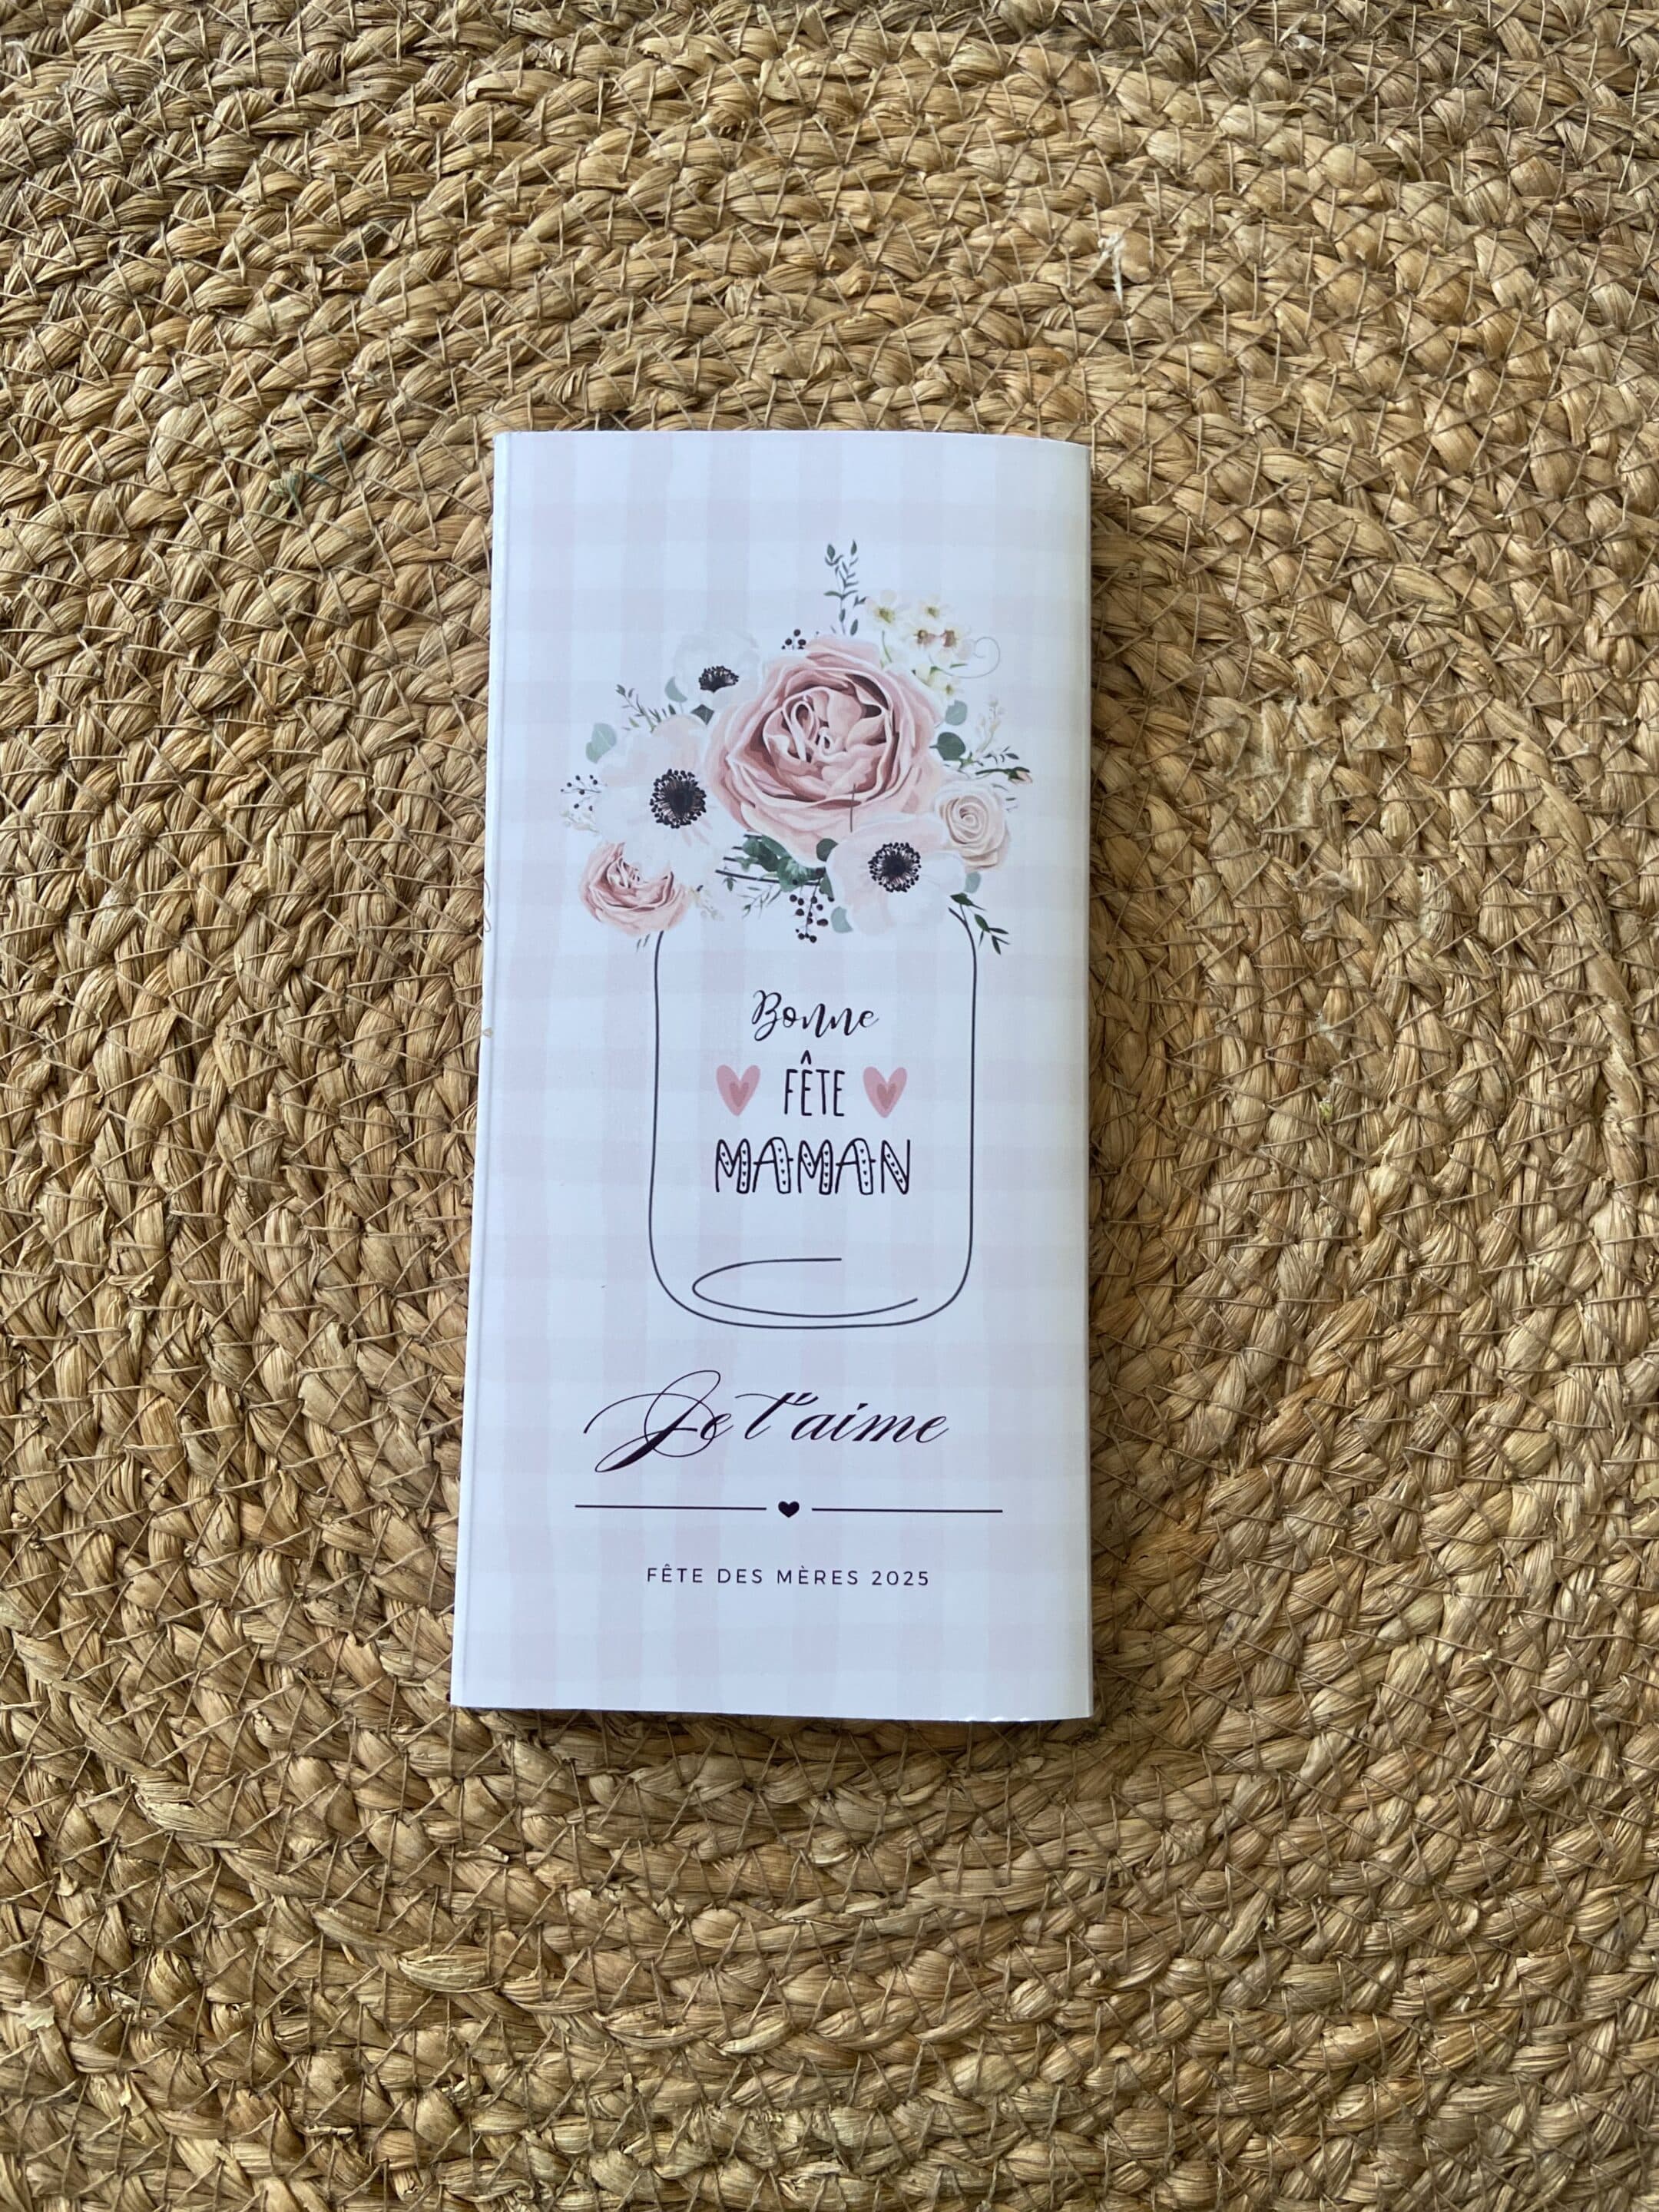 Bonne
FÊTE
MAMAN
Je t'aime
FÊTE DES MÈRES 2025